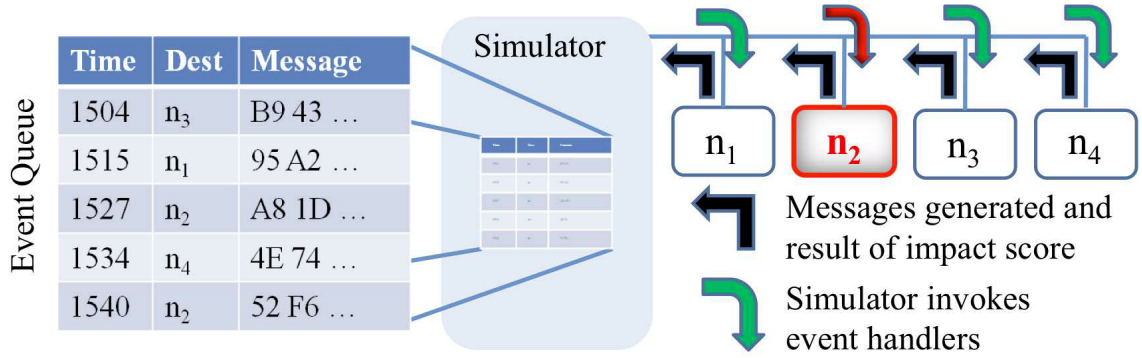 Event Queue
Time Dest Message
1504 n3 B9 43 …
1515 n1 95 A2 …
1527 n2 A8 1D …
1534 n4 4E 74 …
1540 n2 52 F6 …
Simulator
n1 n2 n3 n4
Messages generated and
result of impact score
Simulator invokes
event handlers